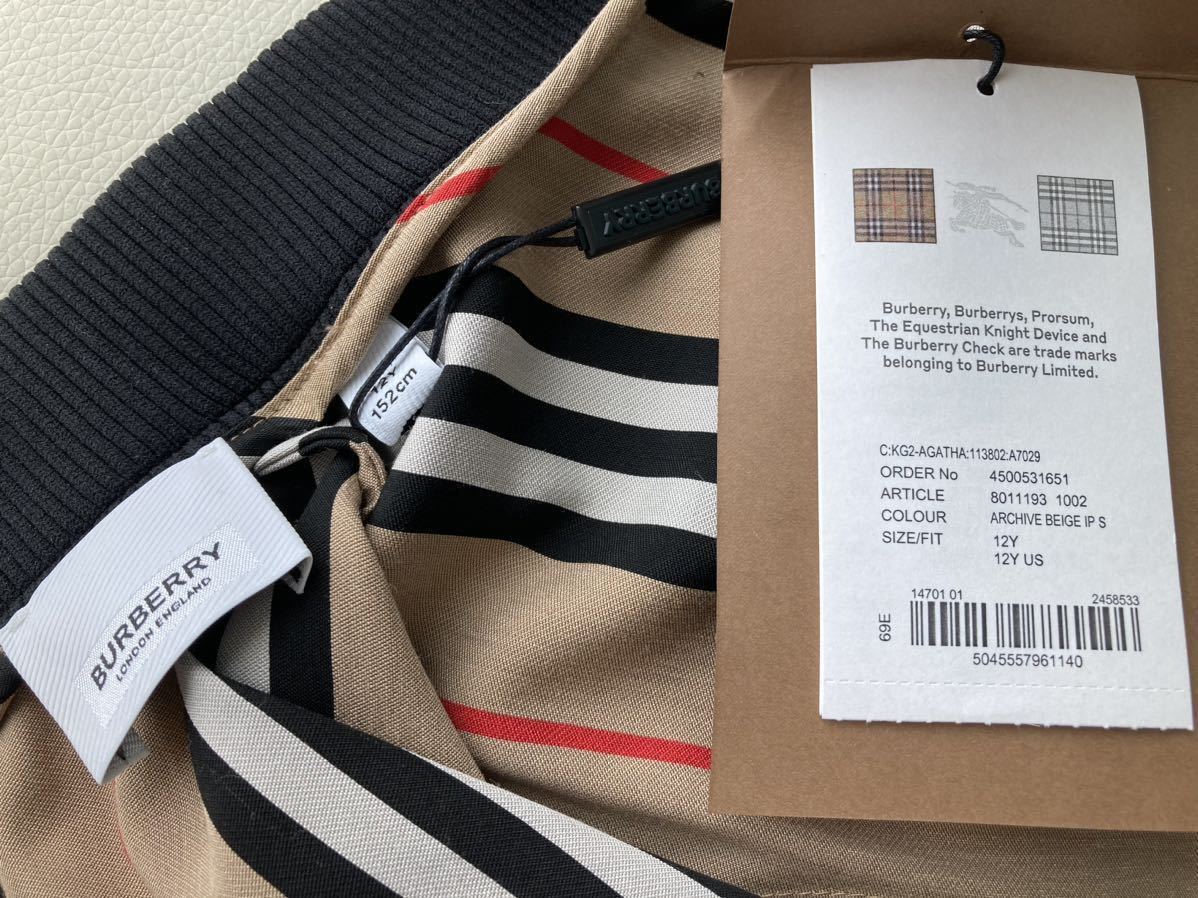 BURBERRY
12Y
152cm
BURBERRY
LONDON ENGLAND
Burberry, Burberrys, Prorsum,
The Equestrian Knight Device and
The Burberry Check are trade marks
belonging to Burberry Limited.
C:KG2-AGATHA:113802:A7029
ORDER No 4500531651
ARTICLE 8011193 1002
COLOUR ARCHIVE BEIGE IP S
SIZE/FIT 12Y
12Y US
69E
14701 01 2458533
5045557961140